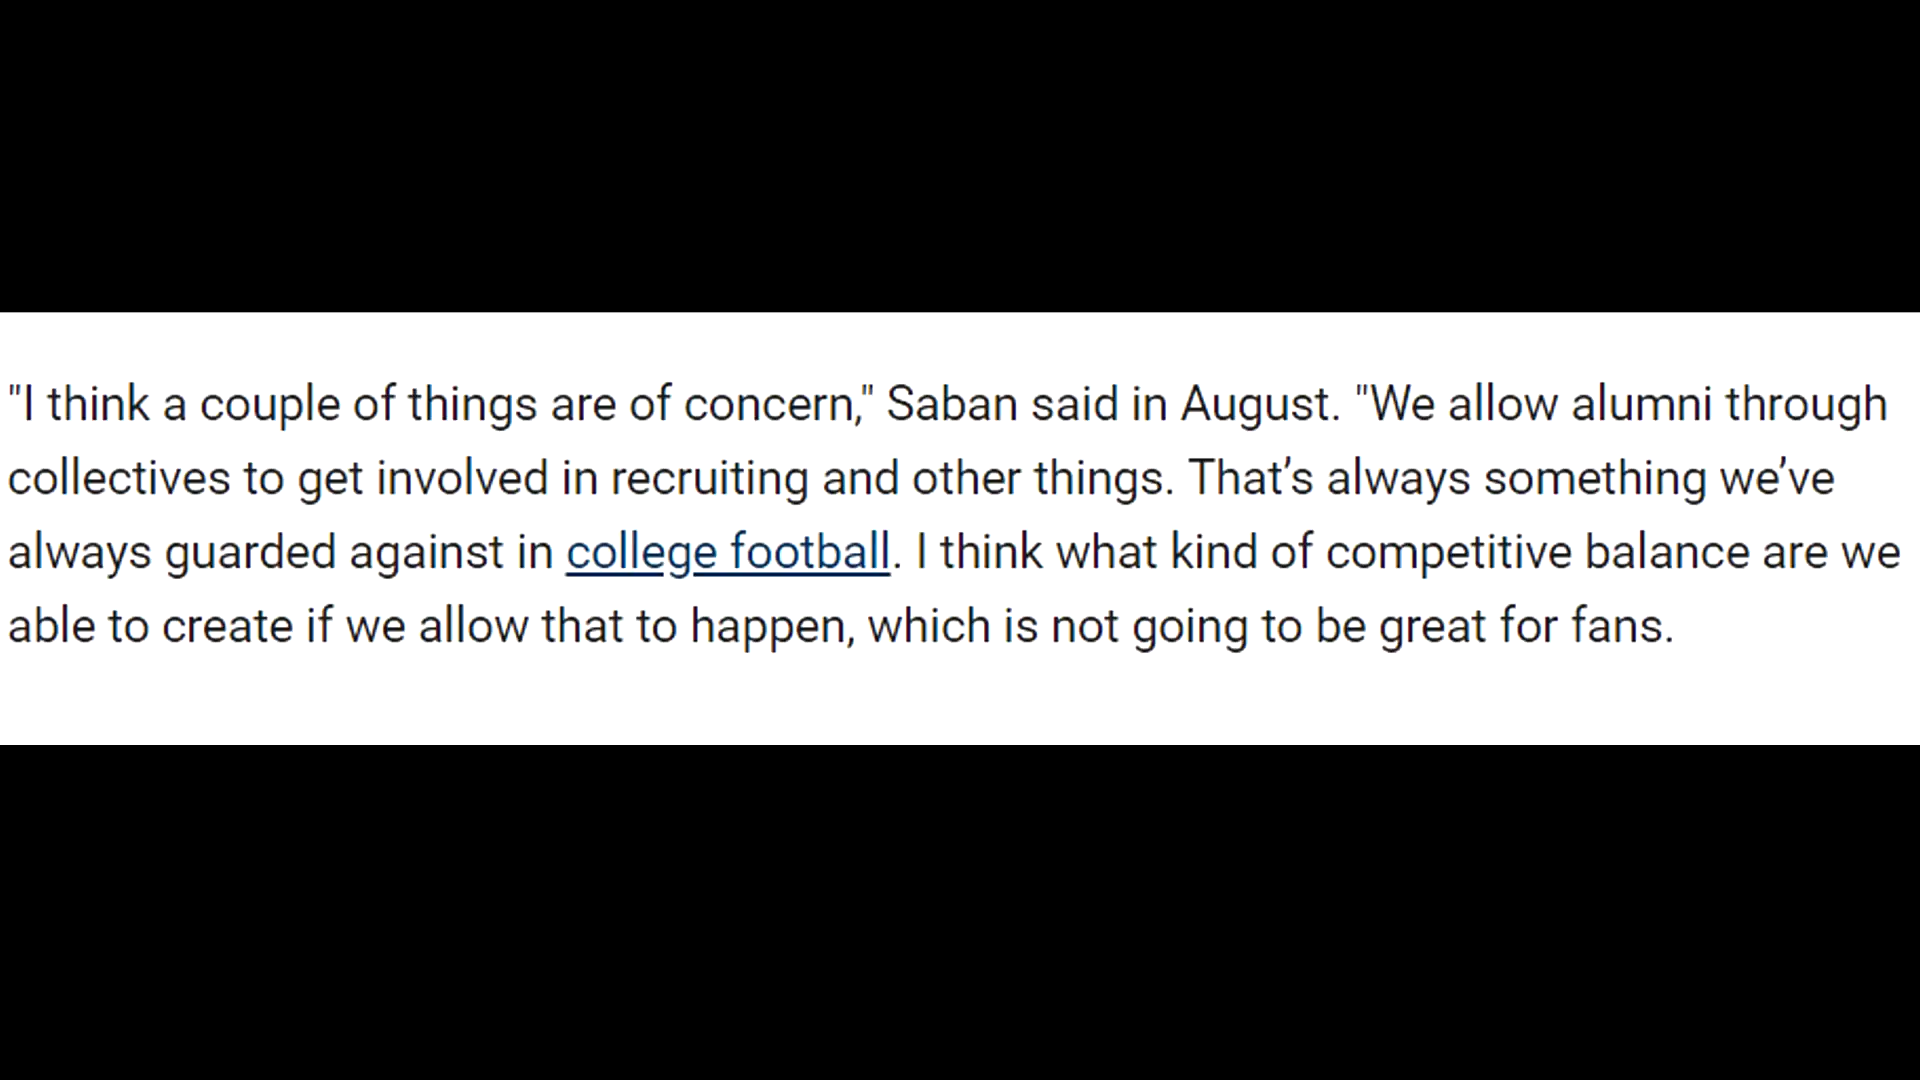 "I think a couple of things are of concern," Saban said in August. "We allow alumni through
collectives to get involved in recruiting and other things. That’s always something we’ve
always guarded against in college football. I think what kind of competitive balance are we
able to create if we allow that to happen, which is not going to be great for fans.